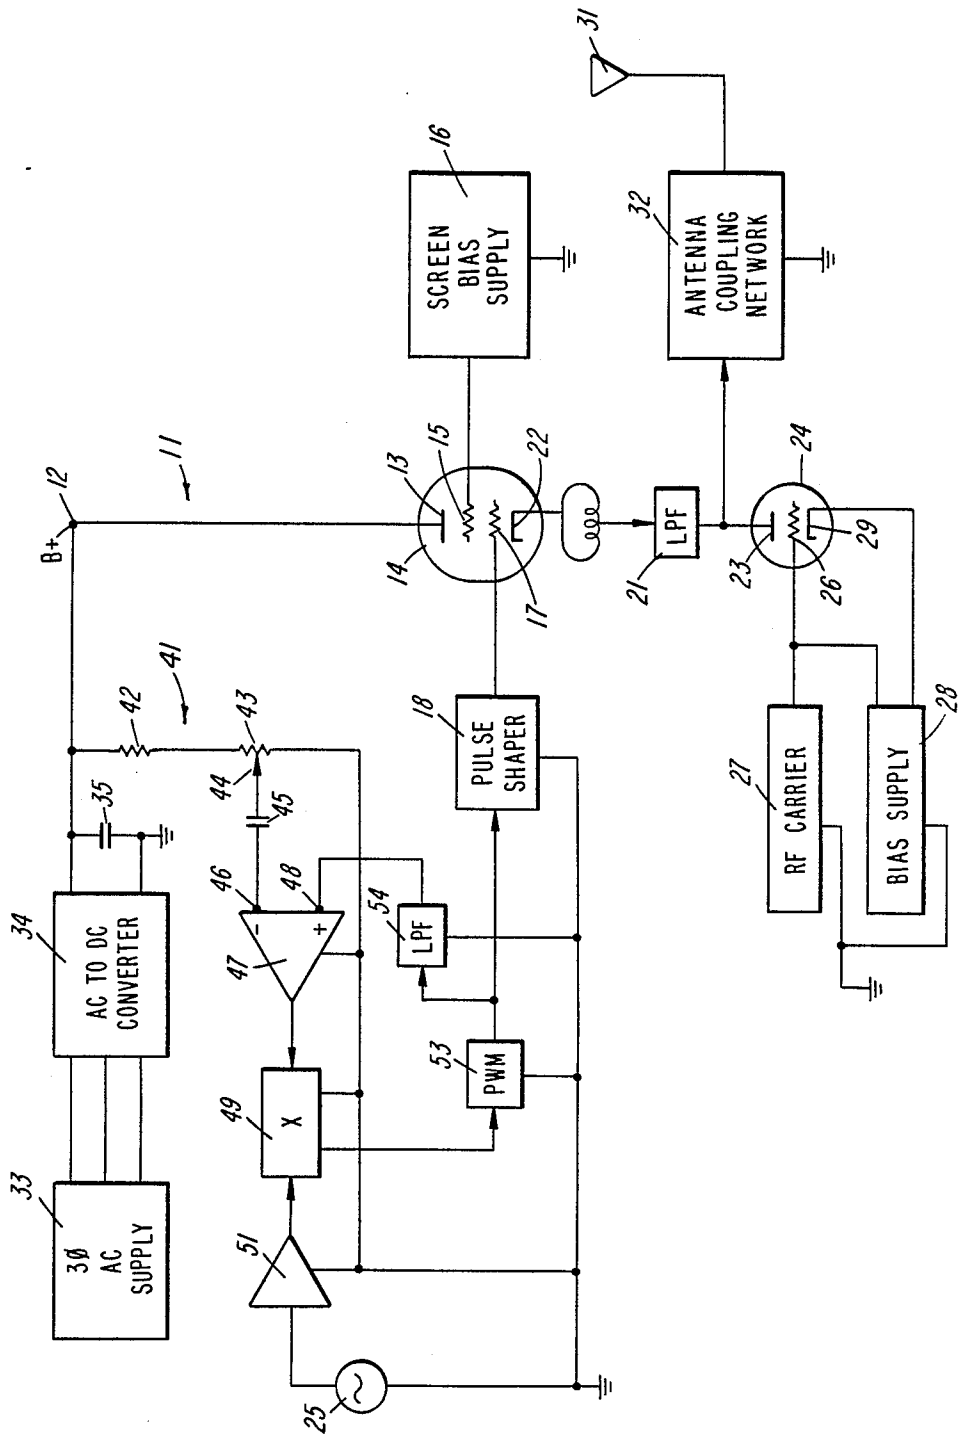 31
16
SCREEN
BIAS
SUPPLY
32
ANTENNA
COUPLING
NETWORK
12
B+
11
13
15
14
22
17
21
LPF
24
23
26
29
41
42
43
44
45
35
18
PULSE
SHAPER
27
RF CARRIER
28
BIAS SUPPLY
34
AC TO DC
CONVERTER
46
-
48
+
47
54
LPF
49
X
53
PWM
33
3Ø
AC
SUPPLY
51
25